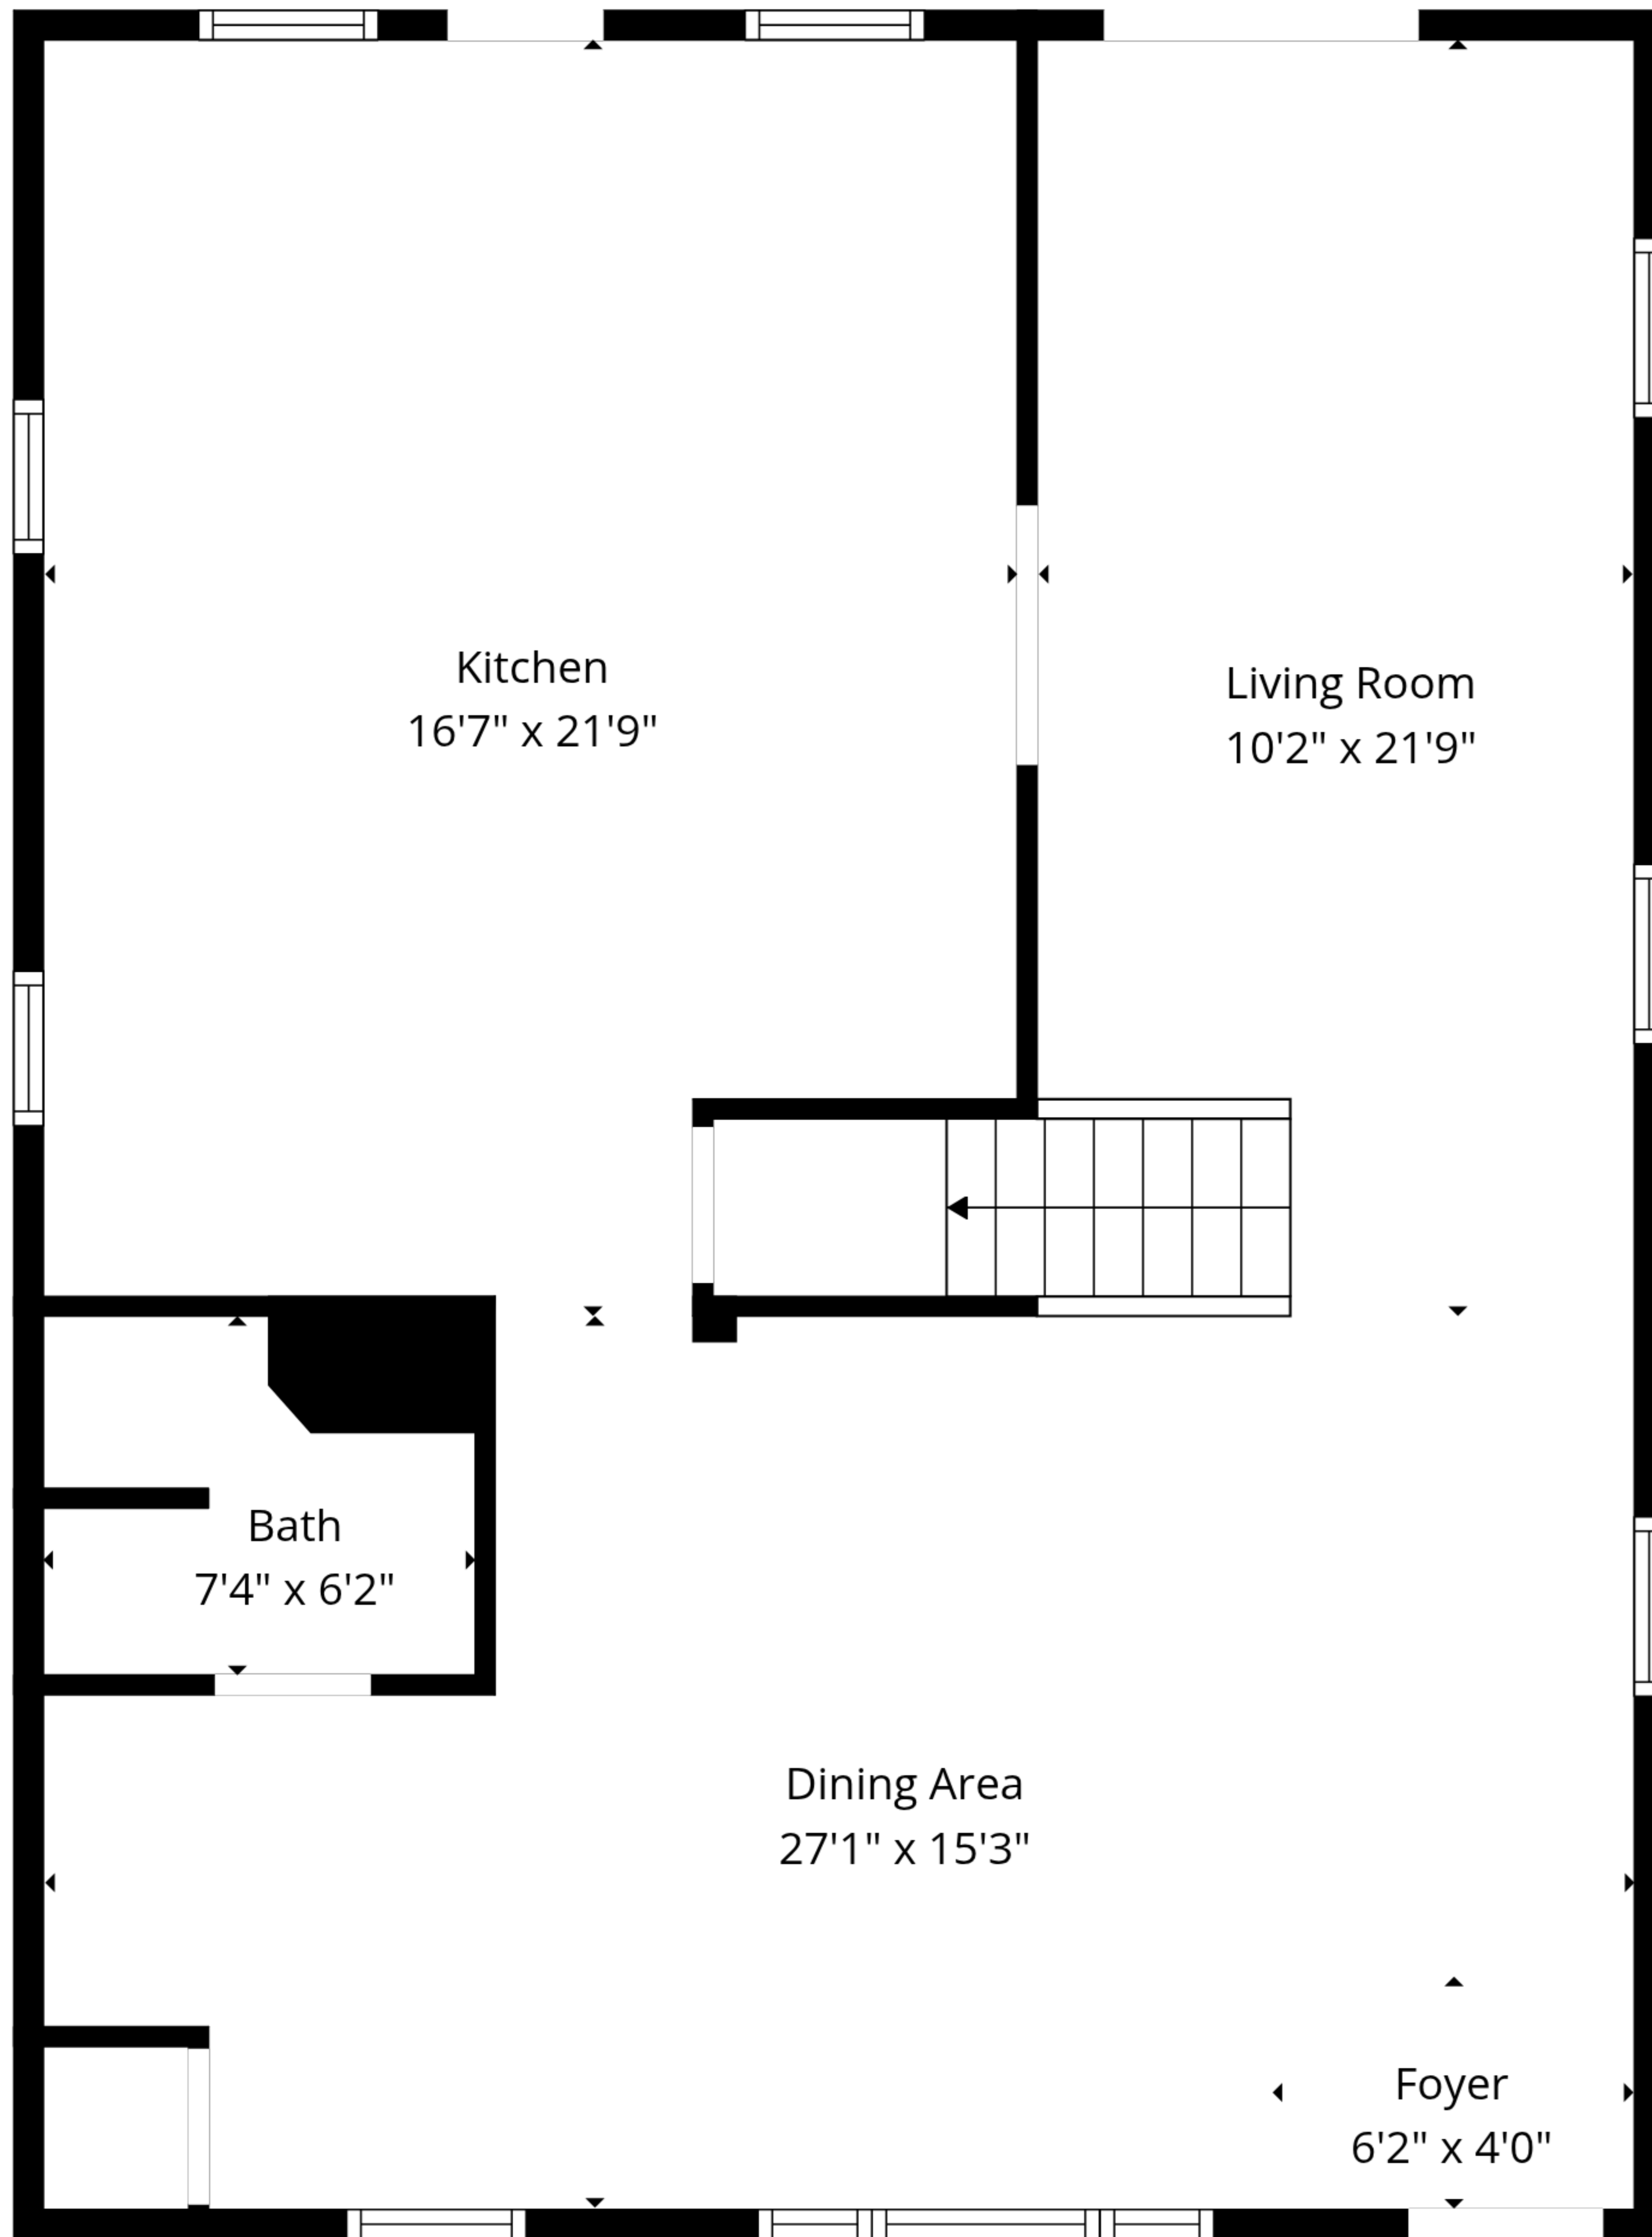 Kitchen
16'7" x 21'9"
Living Room
10'2" x 21'9"
Bath
7'4" x 6'2"
Dining Area
27'1" x 15'3"
Foyer
6'2" x 4'0"